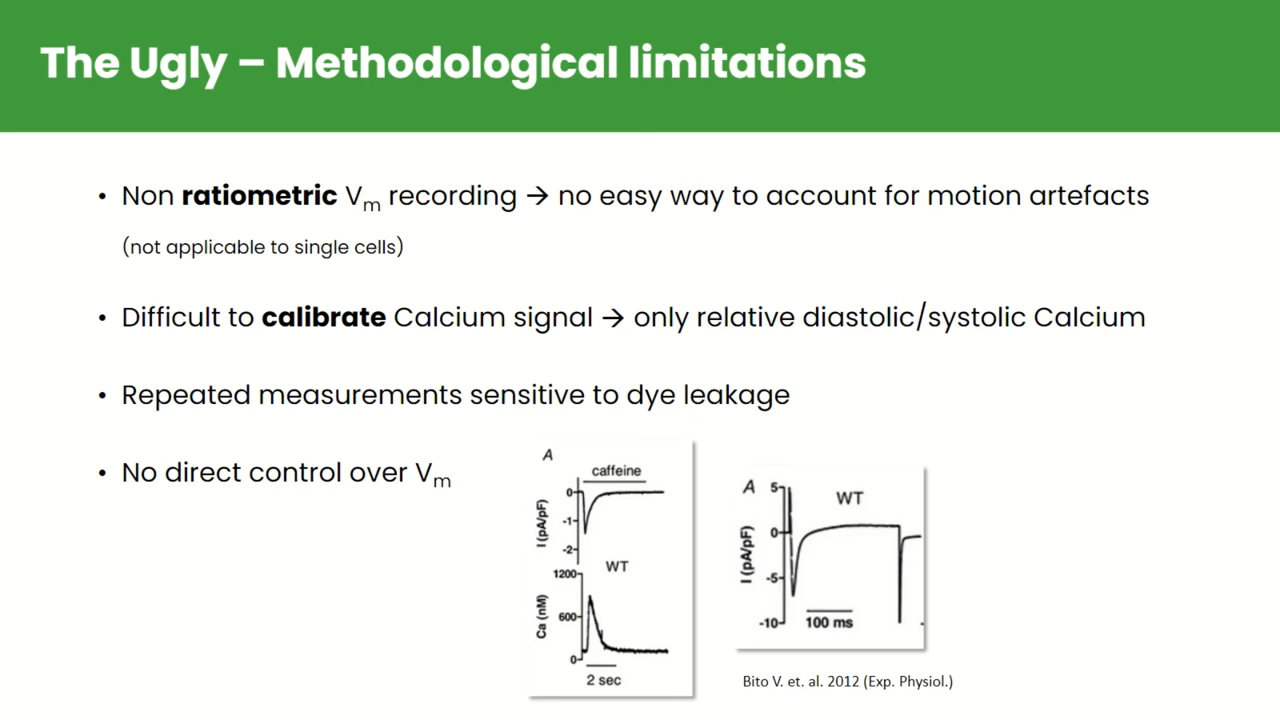 The Ugly – Methodological limitations
• Non ratiometric Vm recording → no easy way to account for motion artefacts
(not applicable to single cells)
• Difficult to calibrate Calcium signal → only relative diastolic/systolic Calcium
• Repeated measurements sensitive to dye leakage
• No direct control over Vm
A
caffeine
0
-1
-2
I (pA/pF)
WT
1200
600
0
Ca (nM)
2 sec
A
WT
5
0
-5
-10
I (pA/pF)
100 ms
Bito V. et. al. 2012 (Exp. Physiol.)